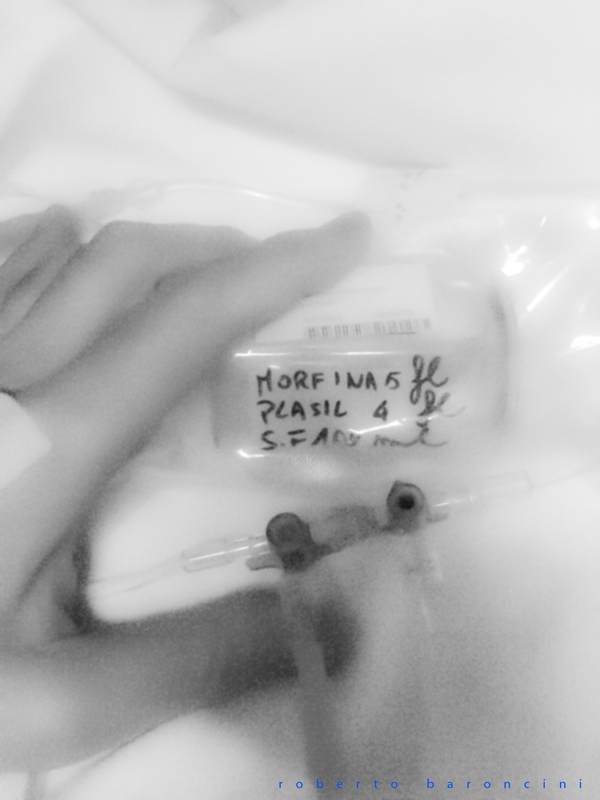 MORFINA 5 fl
PLASIL 4 fl
S.F.
roberto baroncini